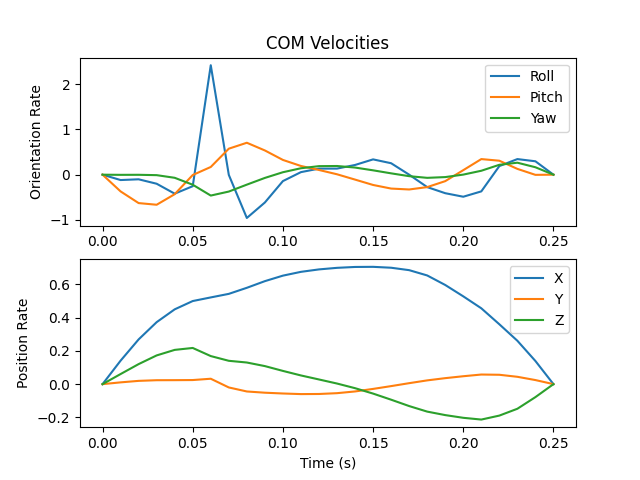 COM Velocities
Orientation Rate
2
1
0
−1
Roll
Pitch
Yaw
0.00 0.05 0.10 0.15 0.20 0.25
Position Rate
0.6
0.4
0.2
0.0
−0.2
X
Y
Z
0.00 0.05 0.10 0.15 0.20 0.25
Time (s)